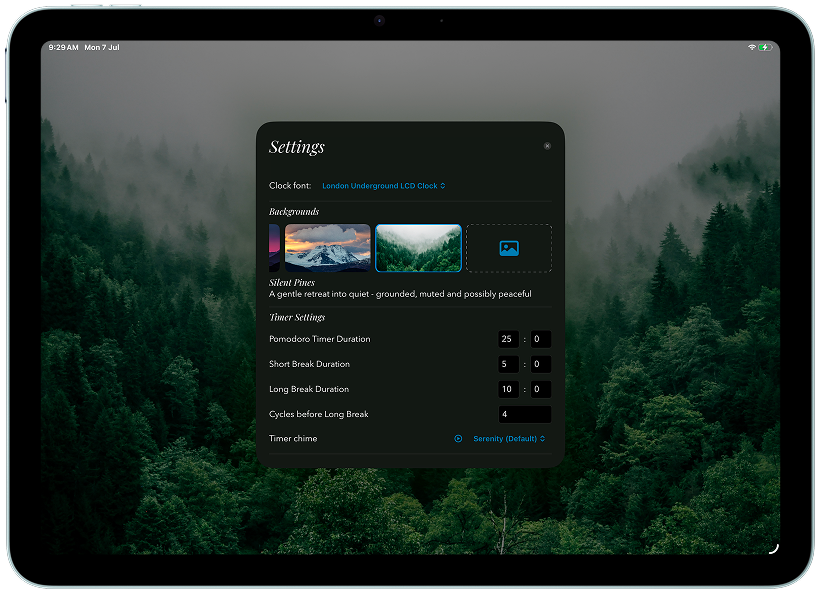 9:29 AM Mon 7 Jul
Settings
Clock font: London Underground LCD Clock
Backgrounds
Silent Pines
A gentle retreat into quiet - grounded, muted and possibly peaceful
Timer Settings
Pomodoro Timer Duration 25 : 0
Short Break Duration 5 : 0
Long Break Duration 10 : 0
Cycles before Long Break 4
Timer chime Serenity (Default)